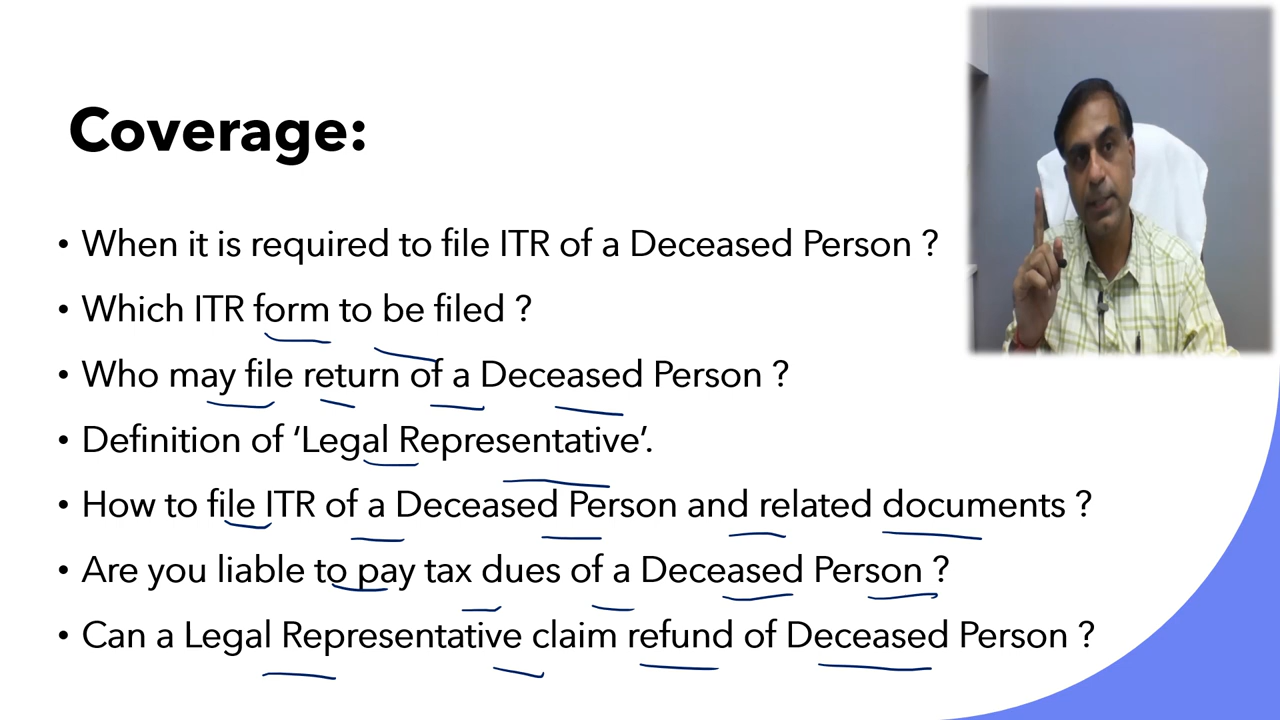 Coverage:
• When it is required to file ITR of a Deceased Person ?
• Which ITR form to be filed ?
• Who may file return of a Deceased Person ?
• Definition of ‘Legal Representative’.
• How to file ITR of a Deceased Person and related documents ?
• Are you liable to pay tax dues of a Deceased Person ?
• Can a Legal Representative claim refund of Deceased Person ?